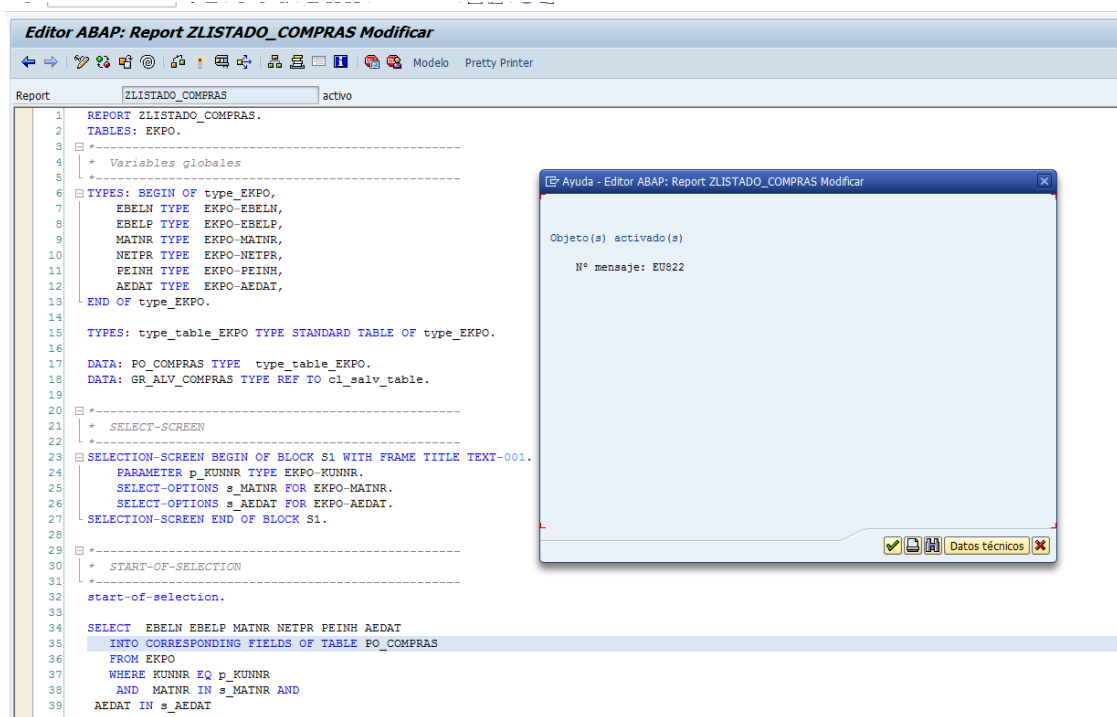 Editor ABAP: Report ZLISTADO_COMPRAS Modificar
Modelo Pretty Printer
Report ZLISTADO_COMPRAS activo
1 REPORT ZLISTADO_COMPRAS.
2 TABLES: EKPO.
3 *--------------------------------------------------
4 * Variables globales
5 *--------------------------------------------------
6 TYPES: BEGIN OF type_EKPO,
7 EBELN TYPE EKPO-EBELN,
8 EBELP TYPE EKPO-EBELP,
9 MATNR TYPE EKPO-MATNR,
10 NETPR TYPE EKPO-NETPR,
11 PEINH TYPE EKPO-PEINH,
12 AEDAT TYPE EKPO-AEDAT,
13 END OF type_EKPO.
14
15 TYPES: type_table_EKPO TYPE STANDARD TABLE OF type_EKPO.
16
17 DATA: PO_COMPRAS TYPE type_table_EKPO.
18 DATA: GR_ALV_COMPRAS TYPE REF TO cl_salv_table.
19
20 *--------------------------------------------------
21 * SELECT-SCREEN
22 *--------------------------------------------------
23 SELECTION-SCREEN BEGIN OF BLOCK S1 WITH FRAME TITLE TEXT-001.
24 PARAMETER p_KUNNR TYPE EKPO-KUNNR.
25 SELECT-OPTIONS s_MATNR FOR EKPO-MATNR.
26 SELECT-OPTIONS s_AEDAT FOR EKPO-AEDAT.
27 SELECTION-SCREEN END OF BLOCK S1.
28
29 *--------------------------------------------------
30 * START-OF-SELECTION
31 *--------------------------------------------------
32 start-of-selection.
33
34 SELECT EBELN EBELP MATNR NETPR PEINH AEDAT
35 INTO CORRESPONDING FIELDS OF TABLE PO_COMPRAS
36 FROM EKPO
37 WHERE KUNNR EQ p_KUNNR
38 AND MATNR IN s_MATNR AND
39 AEDAT IN s_AEDAT
Ayuda - Editor ABAP: Report ZLISTADO_COMPRAS Modificar
Objeto(s) activado(s)
Nº mensaje: EU822
Datos técnicos